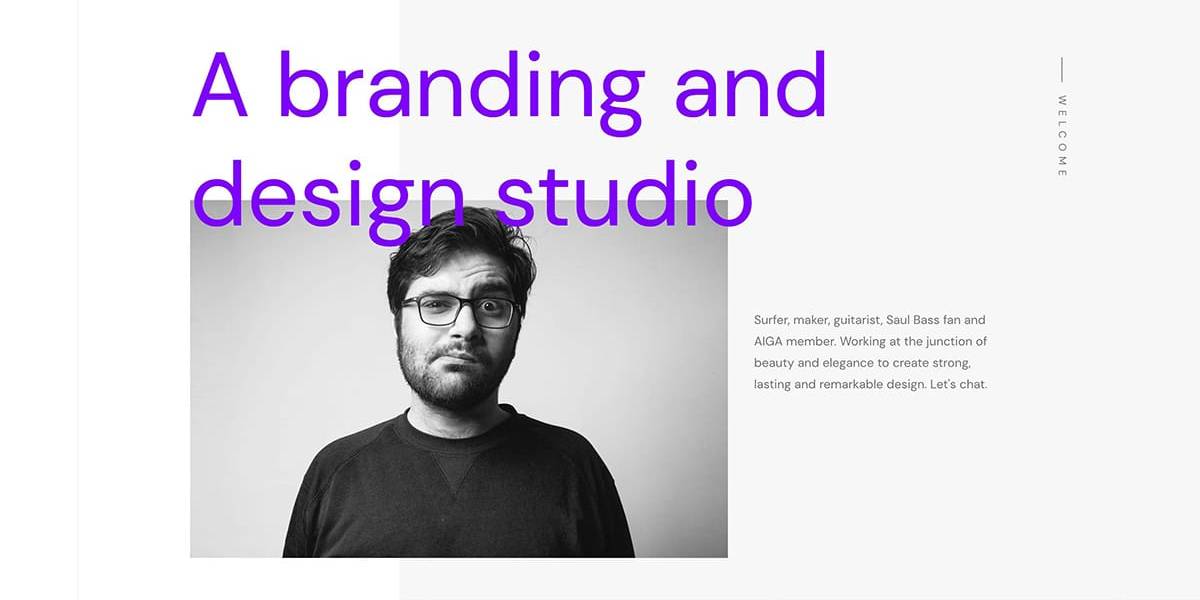 A branding and
design studio
WELCOME
Surfer, maker, guitarist, Saul Bass fan and
AIGA member. Working at the junction of
beauty and elegance to create strong,
lasting and remarkable design. Let's chat.